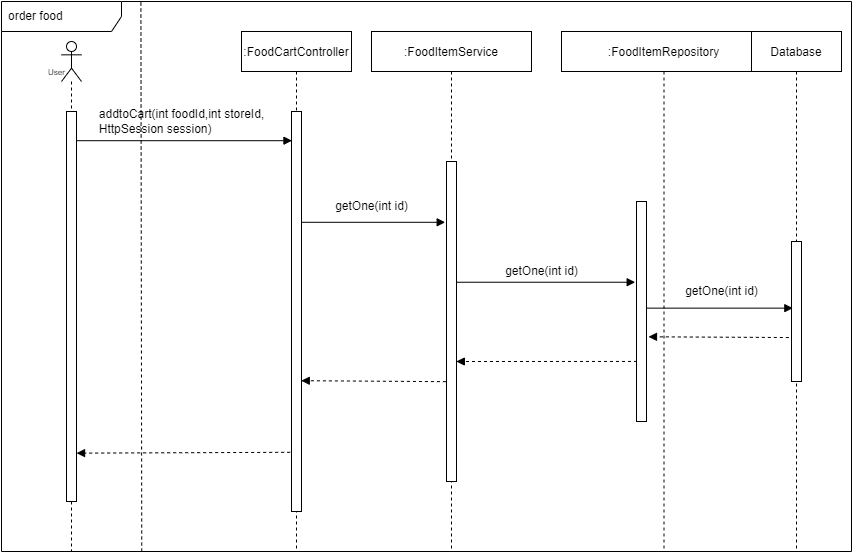 order food
User
:FoodCartController
:FoodItemService
:FoodItemRepository
Database
addtoCart(int foodId,int storeId,
HttpSession session)
getOne(int id)
getOne(int id)
getOne(int id)